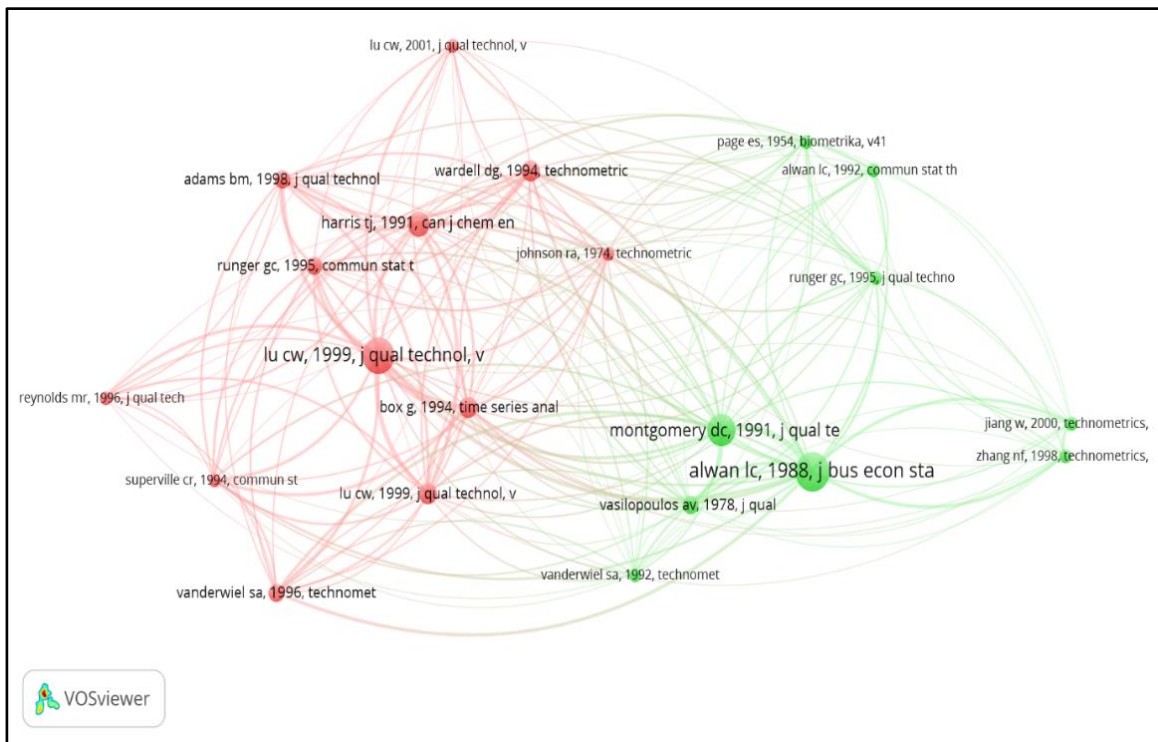 lu cw, 2001, j qual technol, v
page es, 1954, biometrika, v41
wardell dg, 1994, technometric
alwan lc, 1992, commun stat th
adams bm, 1998, j qual technol
harris tj, 1991, can j chem en
johnson ra, 1974, technometric
runger gc, 1995, commun stat t
runger gc, 1995, j qual techno
lu cw, 1999, j qual technol, v
reynolds mr, 1996, j qual tech
box g, 1994, time series anal
jiang w, 2000, technometrics,
montgomery dc, 1991, j qual te
zhang nf, 1998, technometrics,
alwan lc, 1988, j bus econ sta
superville cr, 1994, commun st
lu cw, 1999, j qual technol, v
vasilopoulos av, 1978, j qual
vanderwiel sa, 1992, technomet
vanderwiel sa, 1996, technomet
VOSviewer